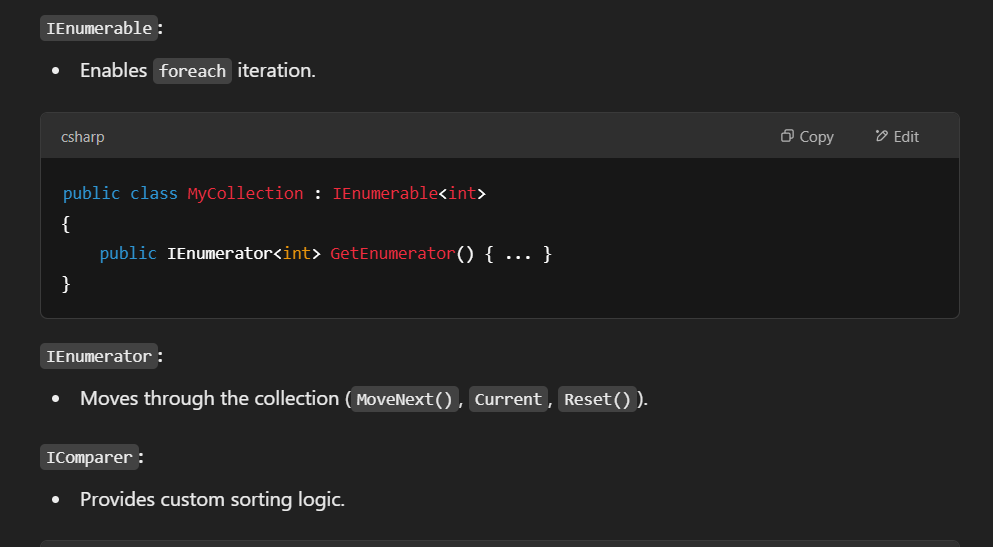 IEnumerable:
• Enables foreach iteration.
csharp Copy Edit
public class MyCollection : IEnumerable<int>
{
    public IEnumerator<int> GetEnumerator() { ... }
}
IEnumerator:
• Moves through the collection (MoveNext(), Current, Reset()).
IComparer:
• Provides custom sorting logic.